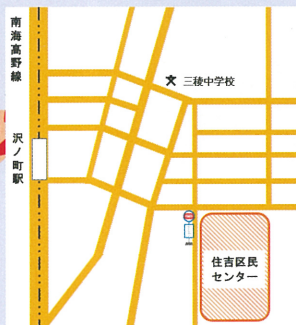 南海高野線
沢ノ町駅
三稜中学校
住吉区民
センター